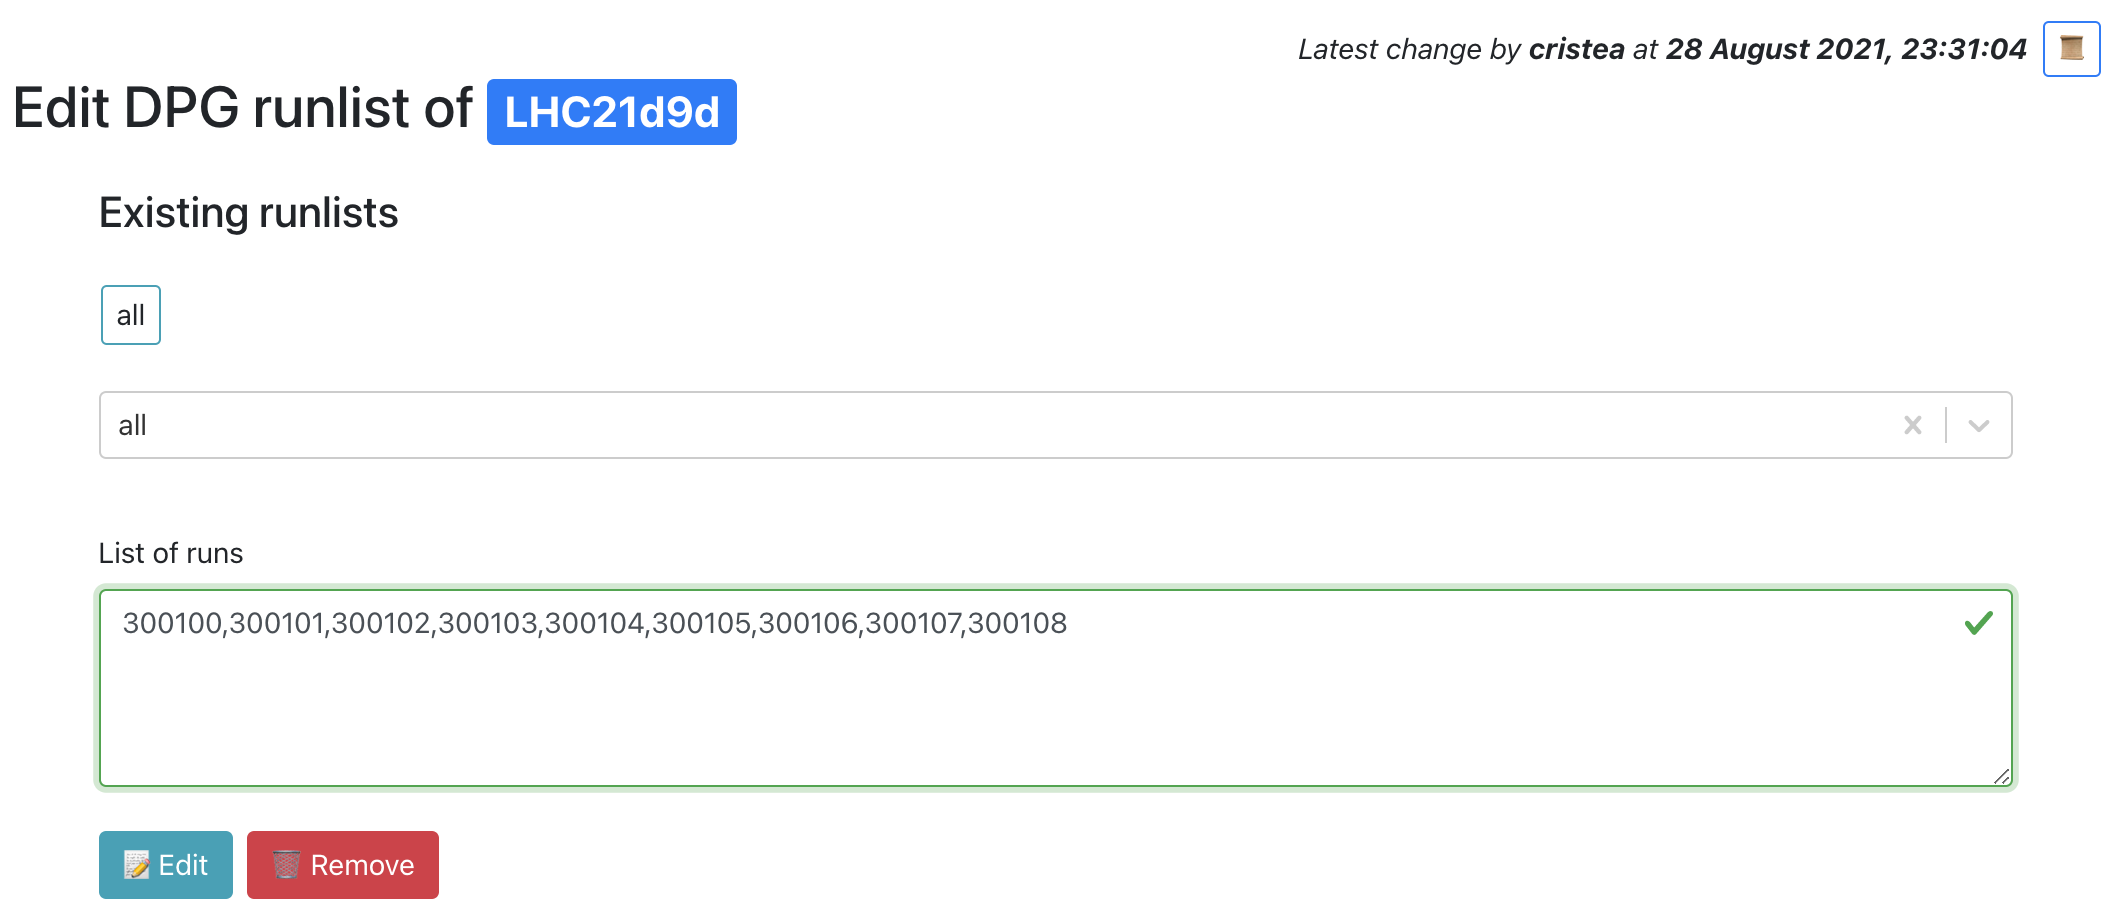 Latest change by cristea at 28 August 2021, 23:31:04
Edit DPG runlist of LHC21d9d
Existing runlists
all
all
List of runs
300100,300101,300102,300103,300104,300105,300106,300107,300108
Edit Remove